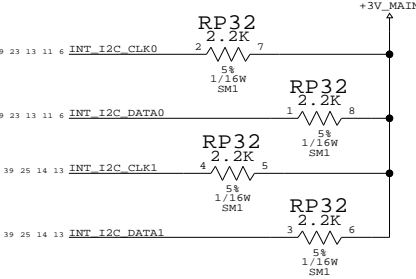 +3V_MAIN
RP32
2.2K
9 23 13 11 6 INT_I2C_CLK0 2 7
5%
1/16W
SM1
RP32
2.2K
9 23 13 11 6 INT_I2C_DATA0 1 8
5%
1/16W
SM1
RP32
2.2K
39 25 14 13 INT_I2C_CLK1 4 5
5%
1/16W
SM1
RP32
2.2K
39 25 14 13 INT_I2C_DATA1 3 6
5%
1/16W
SM1